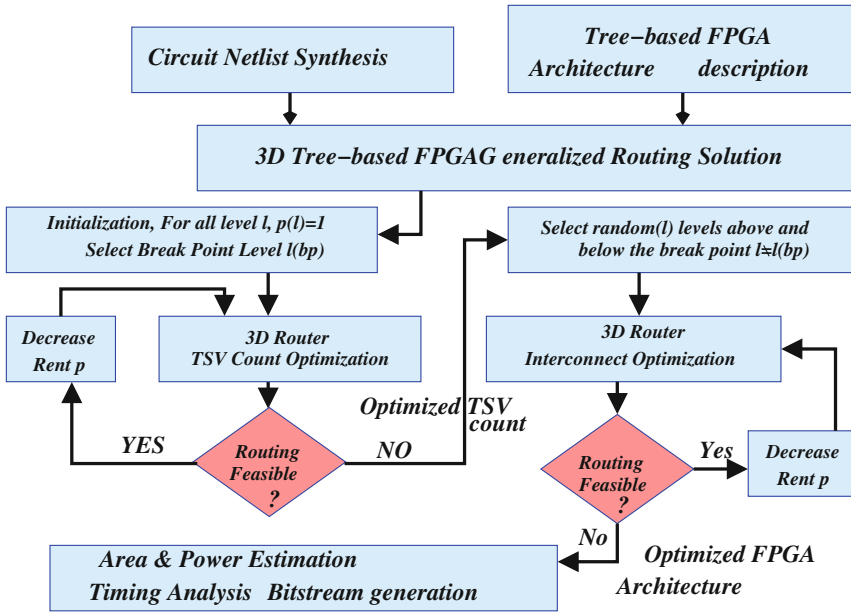 Circuit Netlist Synthesis
Tree-based FPGA
Architecture description
3D Tree-based FPGAG eneralized Routing Solution
Initialization, For all level l, p(l)=1
Select Break Point Level l(bp)
Select random(l) levels above and
below the break point l≠l(bp)
Decrease
Rent p
3D Router
TSV Count Optimization
3D Router
Interconnect Optimization
Optimized TSV
count
YES
Routing
Feasible
?
NO
Routing
Feasible
?
Yes
Decrease
Rent p
No
Area & Power Estimation
Timing Analysis Bitstream generation
Optimized FPGA
Architecture